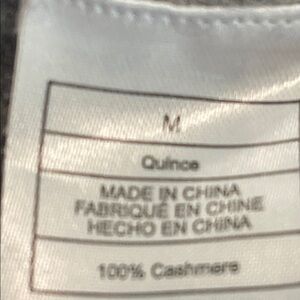 M
Quince
MADE IN CHINA
FABRIQUÉ EN CHINE
HECHO EN CHINA
100% Cashmere